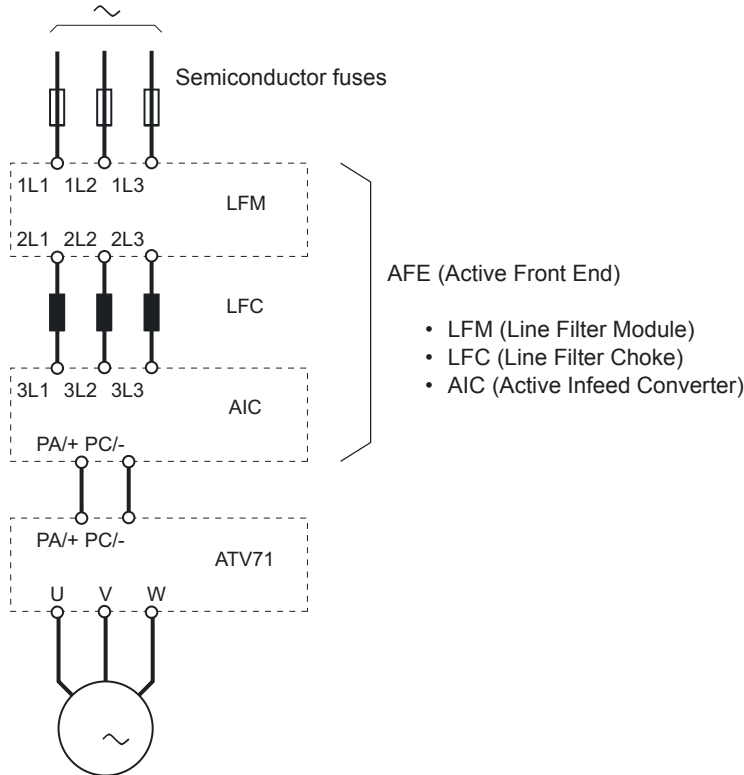 Semiconductor fuses
1L1 1L2 1L3
LFM
2L1 2L2 2L3
LFC
AFE (Active Front End)
• LFM (Line Filter Module)
• LFC (Line Filter Choke)
• AIC (Active Infeed Converter)
3L1 3L2 3L3
AIC
PA/+ PC/-
PA/+ PC/-
ATV71
U V W